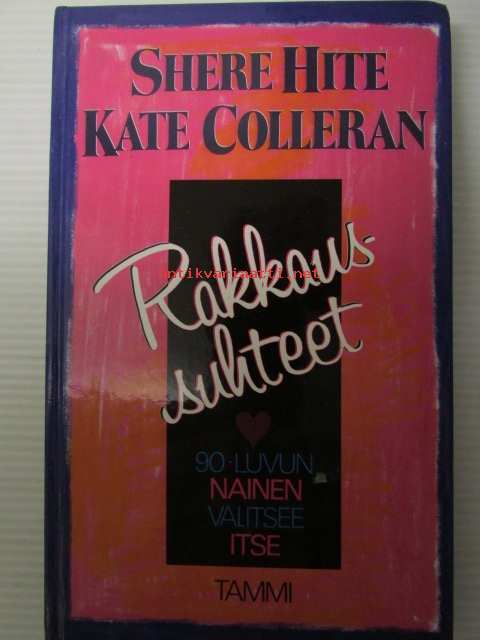 SHERE HITE
KATE COLLERAN
Rakkaus-
antikvariaatti.net
suhteet
90-LUVUN
NAINEN
VALITSEE
ITSE
TAMMI